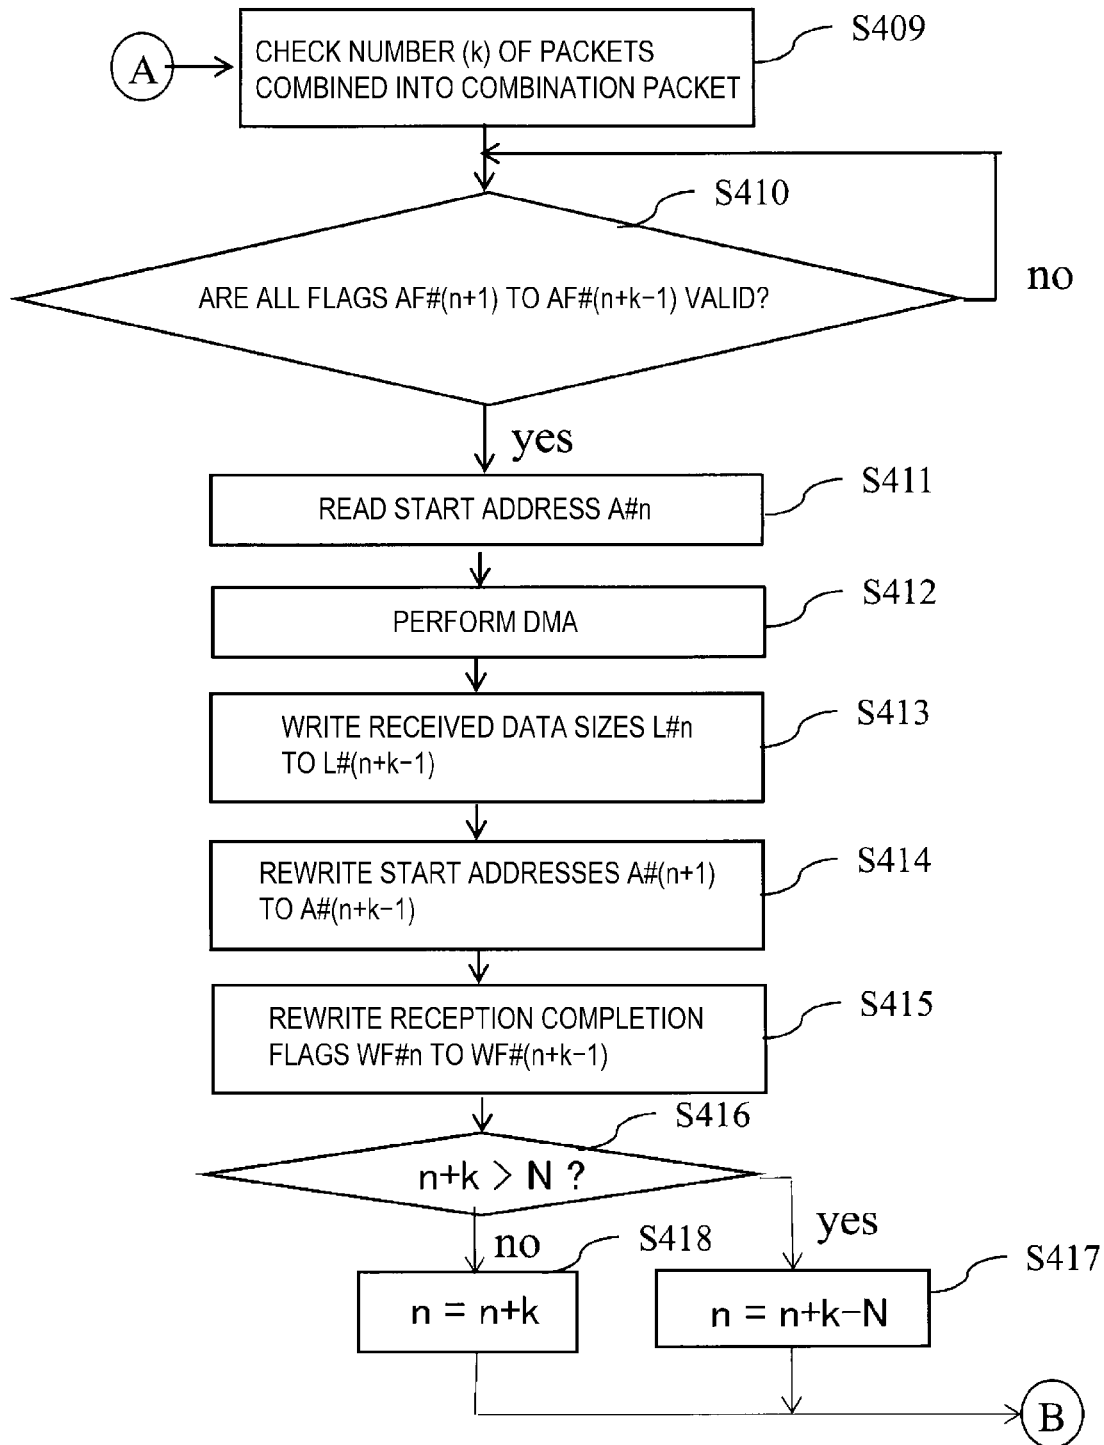 S409
A
CHECK NUMBER (k) OF PACKETS
COMBINED INTO COMBINATION PACKET
S410
ARE ALL FLAGS AF#(n+1) TO AF#(n+k−1) VALID?
no
yes
S411
READ START ADDRESS A#n
S412
PERFORM DMA
S413
WRITE RECEIVED DATA SIZES L#n
TO L#(n+k−1)
S414
REWRITE START ADDRESSES A#(n+1)
TO A#(n+k−1)
S415
REWRITE RECEPTION COMPLETION
FLAGS WF#n TO WF#(n+k−1)
S416
n+k > N ?
yes
no
S418
S417
n = n+k
n = n+k−N
B